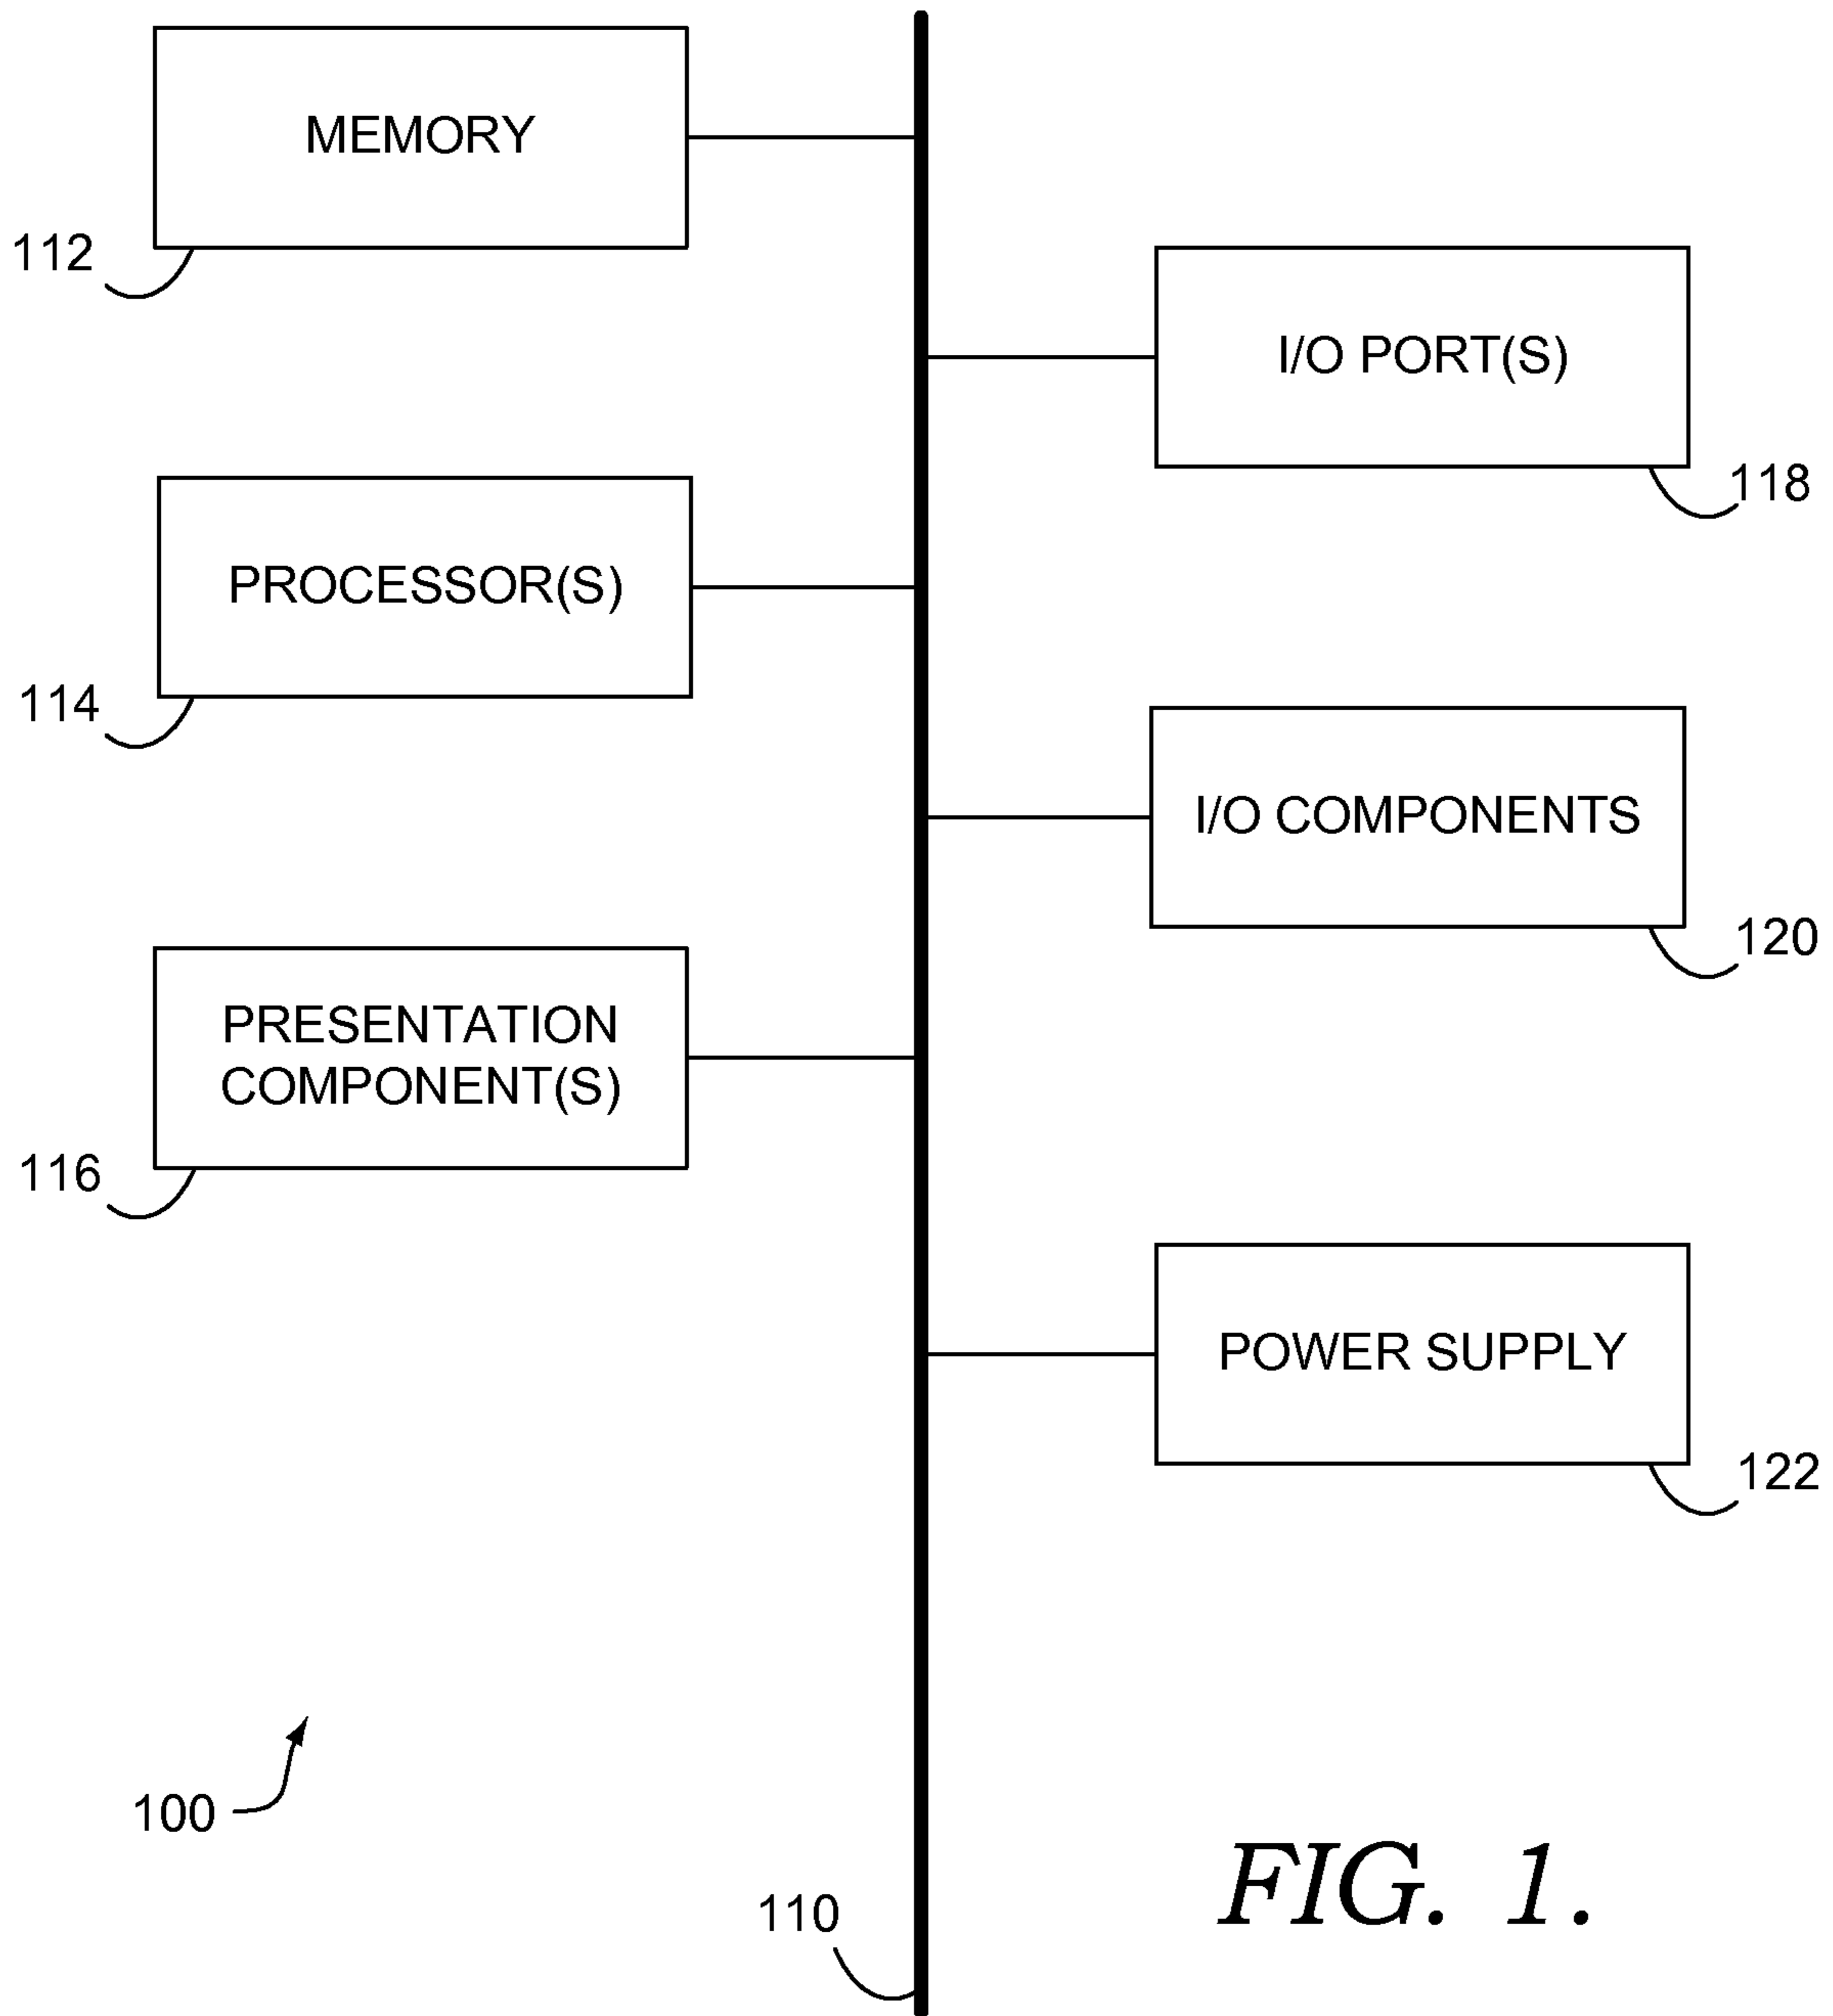 MEMORY
112
I/O PORT(S)
118
PROCESSOR(S)
114
I/O COMPONENTS
120
PRESENTATION
COMPONENT(S)
116
POWER SUPPLY
122
100
110
FIG. 1.